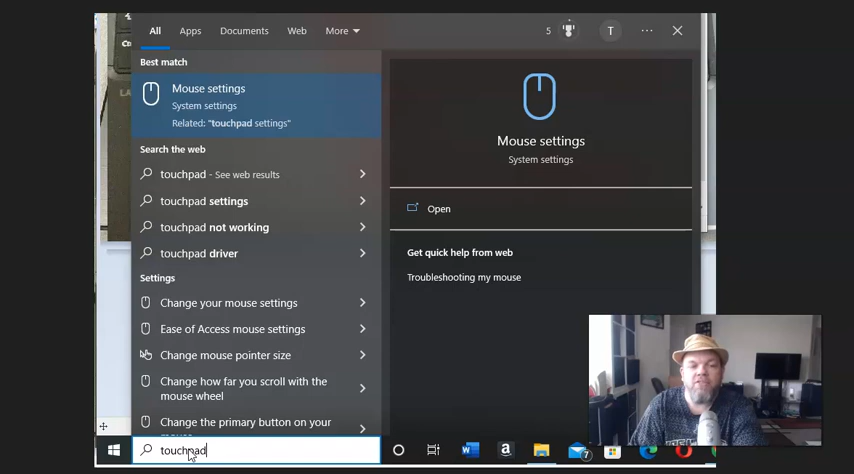 All Apps Documents Web More 5 T ...
Best match
Mouse settings
System settings
Related: "touchpad settings"
Search the web
touchpad - See web results
touchpad settings
touchpad not working
touchpad driver
Settings
Change your mouse settings
Ease of Access mouse settings
Change mouse pointer size
Change how far you scroll with the
mouse wheel
Change the primary button on your
Mouse settings
System settings
Open
Get quick help from web
Troubleshooting my mouse
touchpad
W a 7